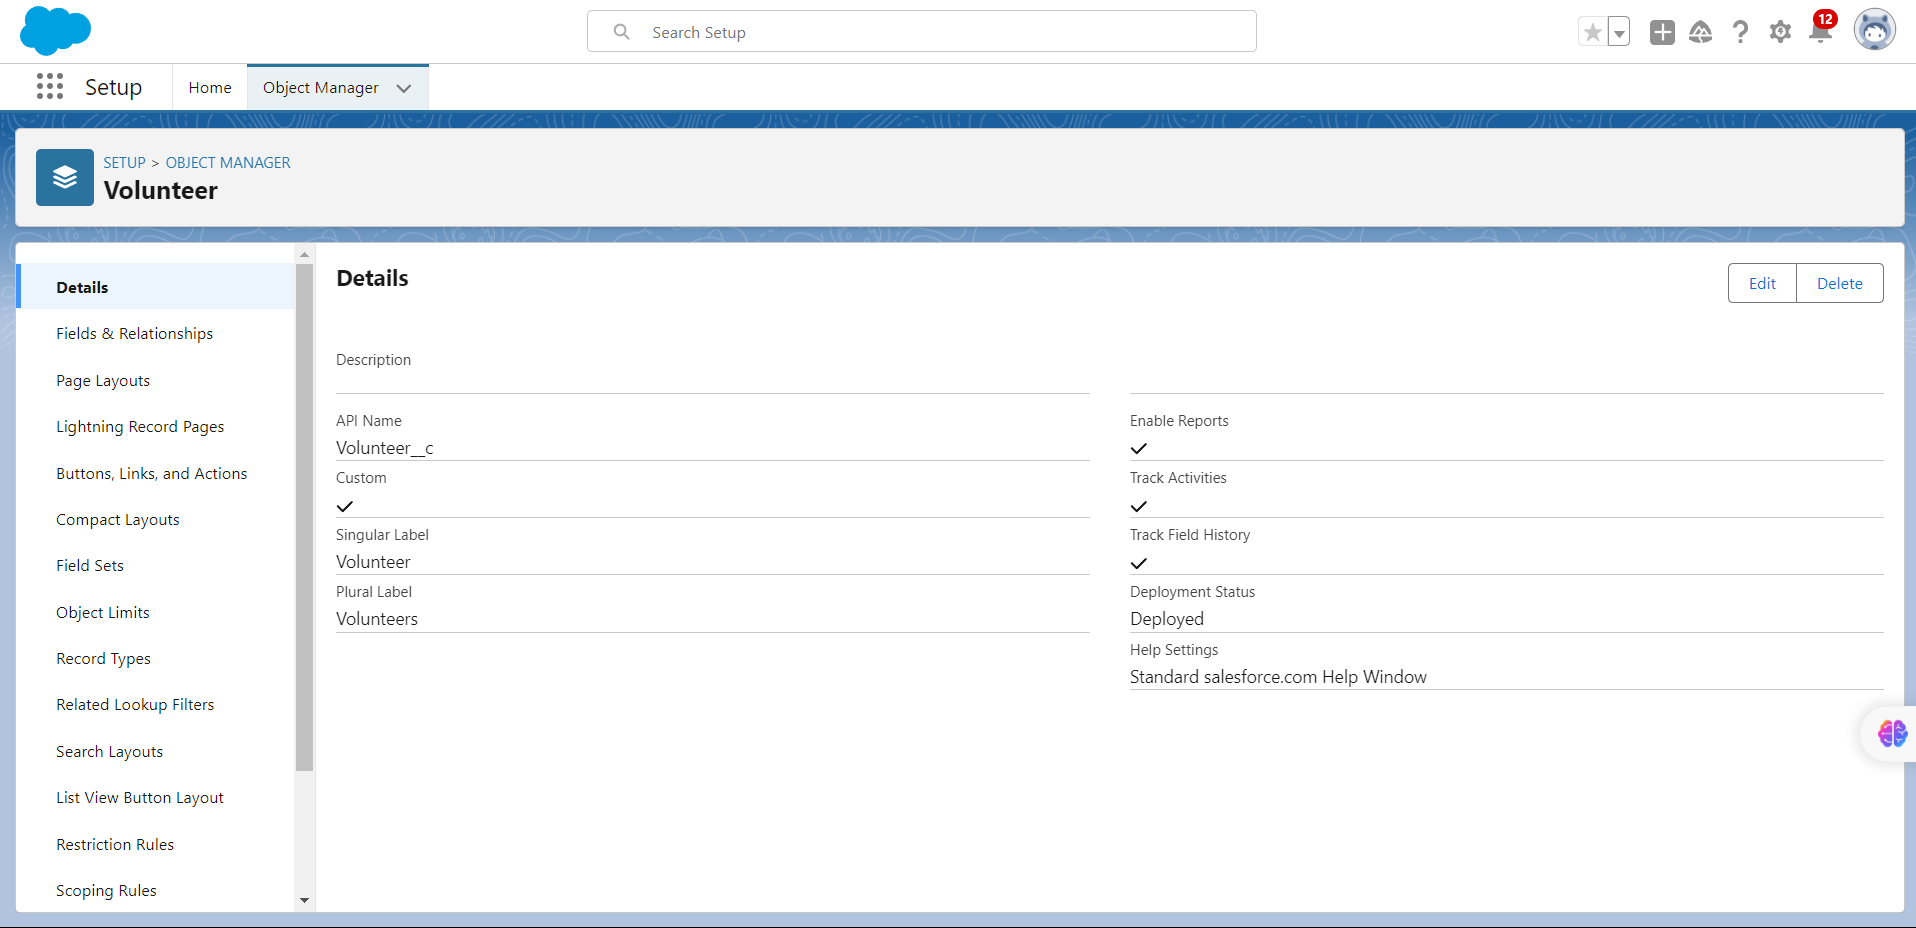 Search Setup
12
Setup
Home
Object Manager
SETUP > OBJECT MANAGER
Volunteer
Details
Fields & Relationships
Page Layouts
Lightning Record Pages
Buttons, Links, and Actions
Compact Layouts
Field Sets
Object Limits
Record Types
Related Lookup Filters
Search Layouts
List View Button Layout
Restriction Rules
Scoping Rules
Details
Edit
Delete
Description
API Name
Volunteer__c
Custom
Singular Label
Volunteer
Plural Label
Volunteers
Enable Reports
Track Activities
Track Field History
Deployment Status
Deployed
Help Settings
Standard salesforce.com Help Window